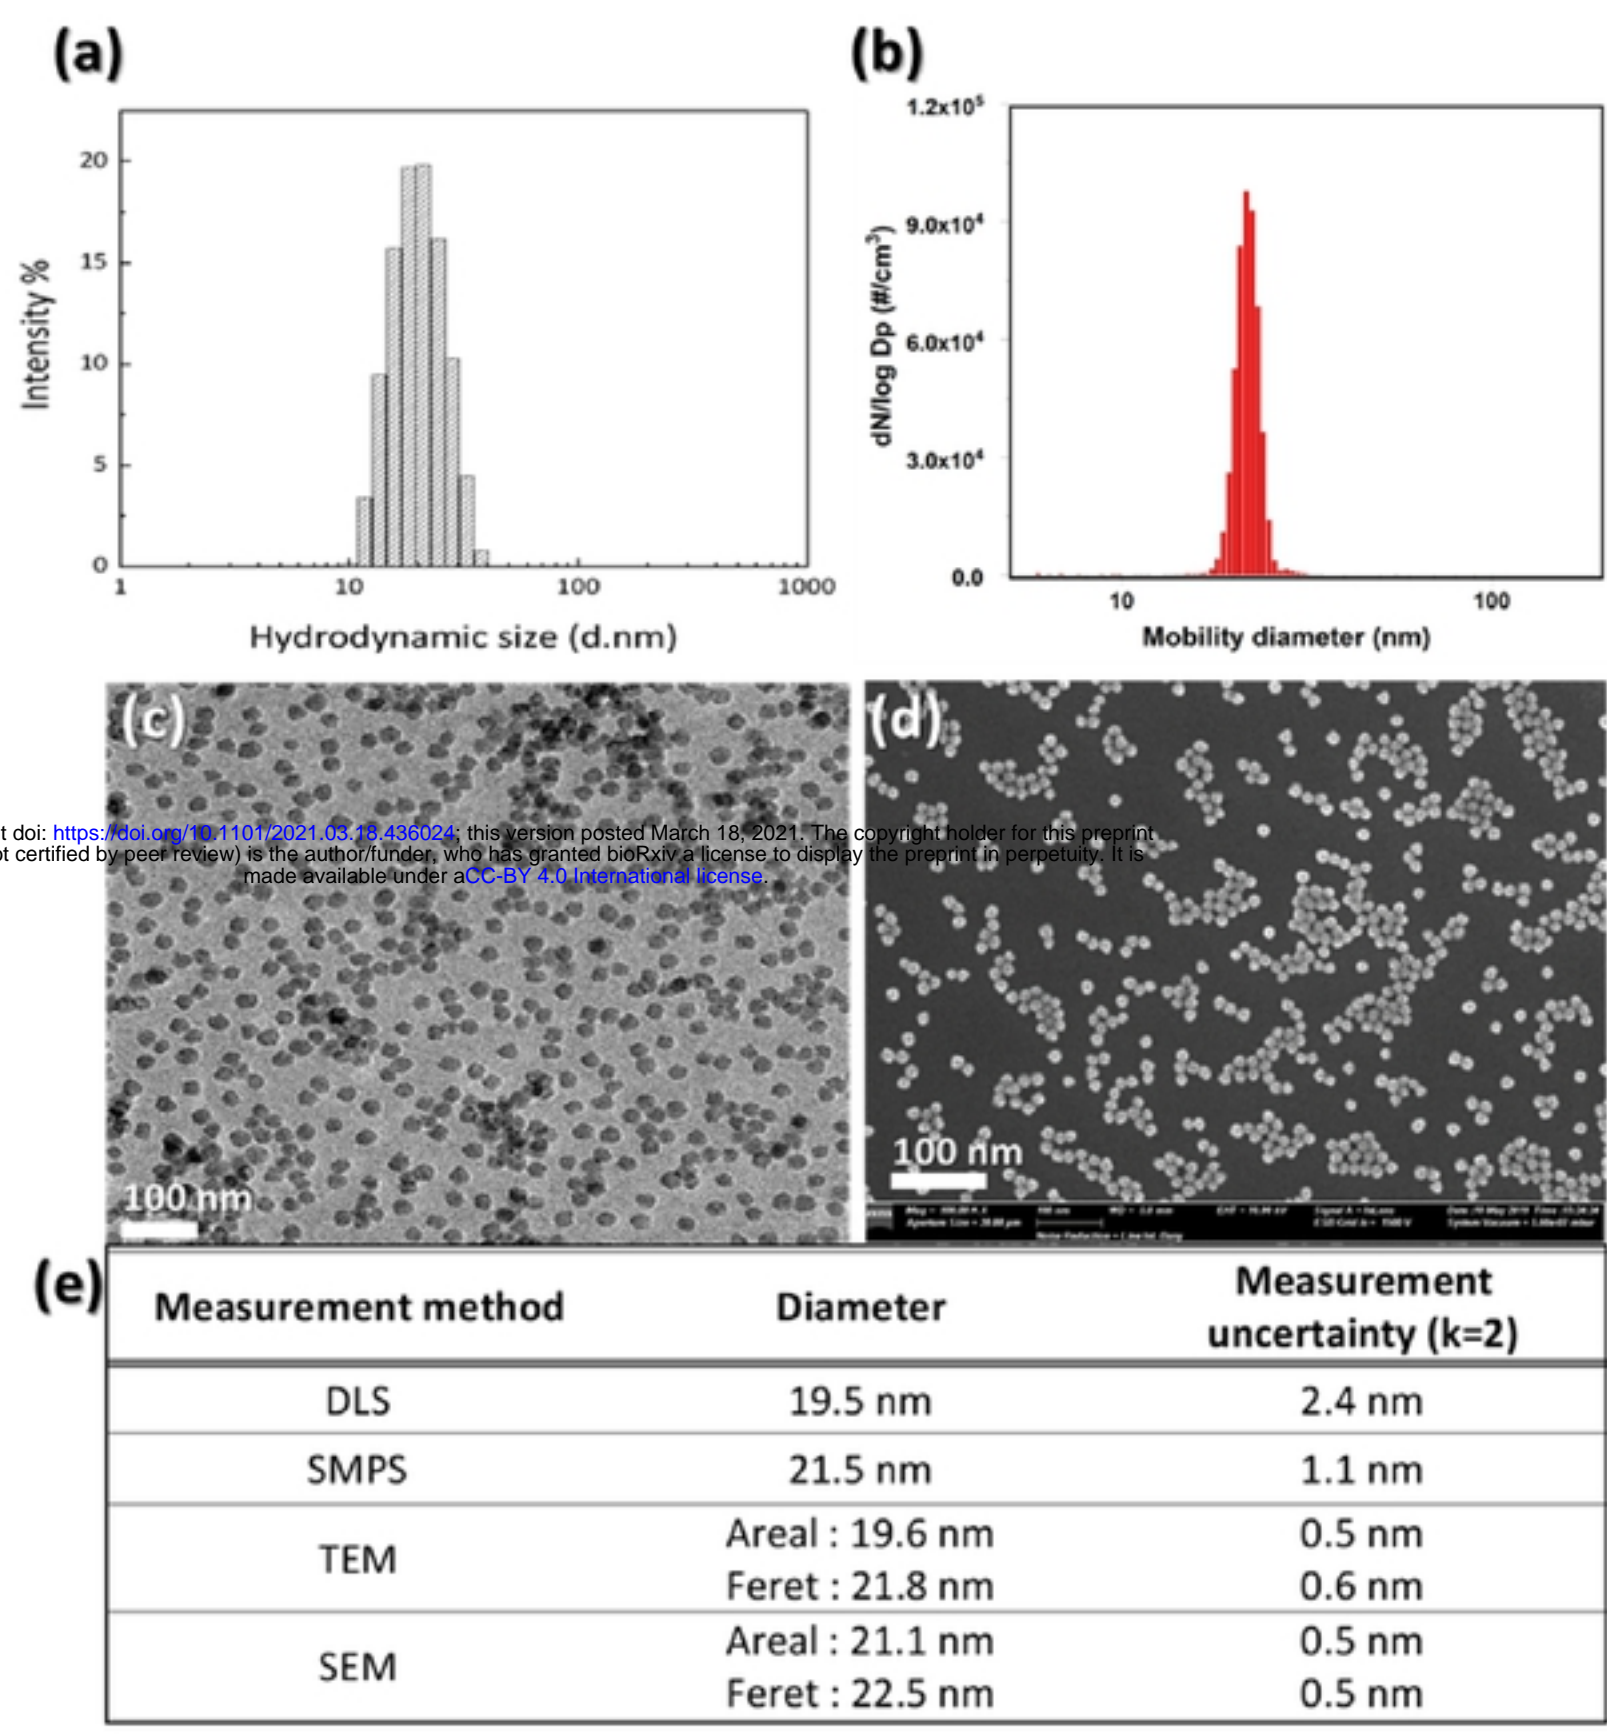 (a)
(b)
20
15
10
5
0
Intensity %
1
10
100
1000
Hydrodynamic size (d.nm)
1.2x10⁵
9.0x10⁴
6.0x10⁴
3.0x10⁴
0.0
dN/log Dp (#/cm³)
10
100
Mobility diameter (nm)
(c)
(d)
t doi: https://doi.org/10.1101/2021.03.18.436024; this version posted March 18, 2021. The copyright holder for this preprint
ot certified by peer review) is the author/funder, who has granted bioRxiv a license to display the preprint in perpetuity. It is
made available under aCC-BY 4.0 International license.
100 nm
100 nm
(e)
Measurement method
Diameter
Measurement
uncertainty (k=2)
DLS
19.5 nm
2.4 nm
SMPS
21.5 nm
1.1 nm
TEM
Areal : 19.6 nm
0.5 nm
Feret : 21.8 nm
0.6 nm
SEM
Areal : 21.1 nm
0.5 nm
Feret : 22.5 nm
0.5 nm